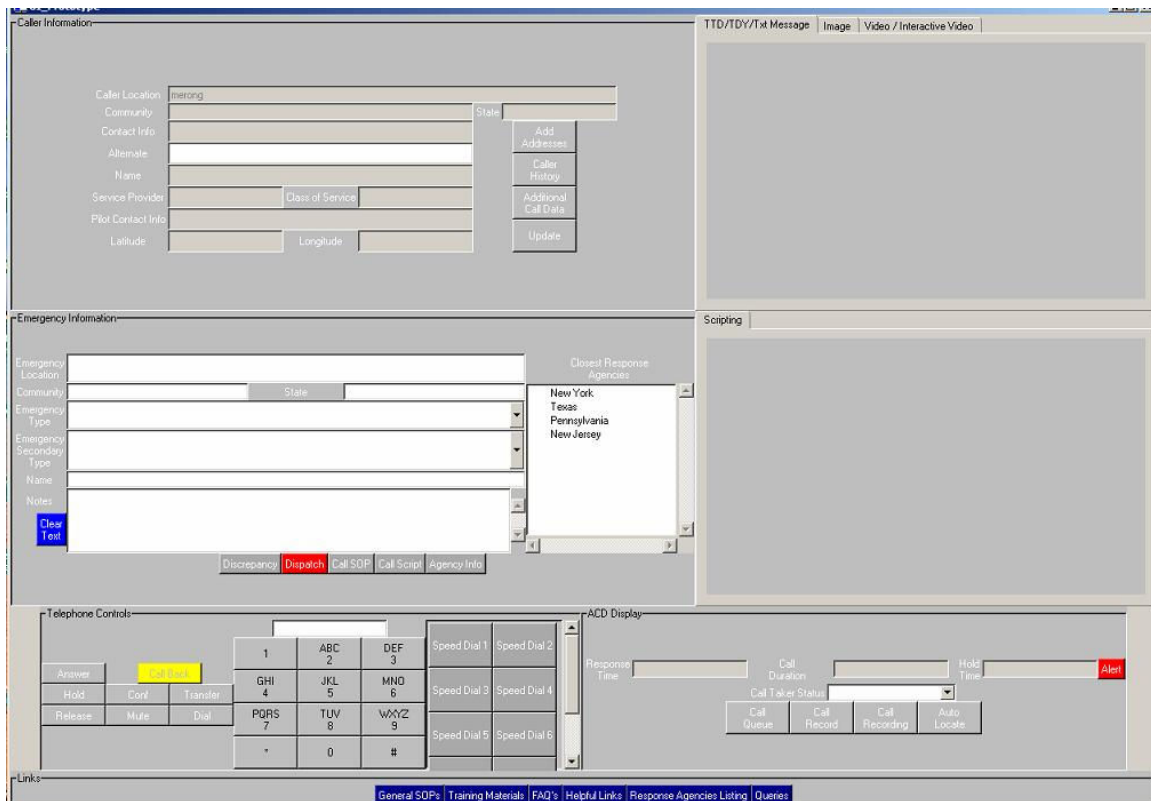 Caller Information
TTD/TDY/Txt Message Image Video / Interactive Video
Caller Location merong
Community State
Contact Info
Add Addresses
Alternate
Name
Caller History
Service Provider Class of Service
Additional Call Data
Pilot Contact Info
Latitude Longitude
Update
Emergency Information
Scripting
Emergency Location
Closest Response Agencies
Community State
New York
Texas
Pennsylvania
New Jersey
Emergency Type
Emergency Secondary Type
Name
Notes
Clear Text
Discrepancy Dispatch Call SOP Call Script Agency Info
Telephone Controls
Answer Call Back
Hold Conf Transfer
Release Mute Dial
1 ABC 2 DEF 3
GHI 4 JKL 5 MNO 6
PQRS 7 TUV 8 WXYZ 9
* 0 #
Speed Dial 1 Speed Dial 2
Speed Dial 3 Speed Dial 4
Speed Dial 5 Speed Dial 6
ACD Display
Response Time Call Duration Hold Time Alert
Call Taker Status
Call Queue Call Record Call Recording Auto Locate
Links
General SOPs Training Materials FAQ's Helpful Links Response Agencies Listing Queries